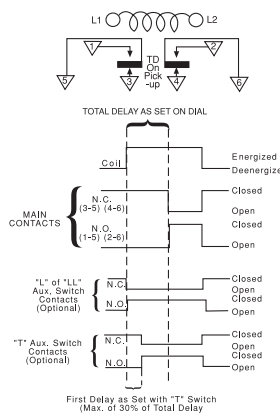 L1 L2
1 2
TD
On
Pick
-up
5 3 4 6
TOTAL DELAY AS SET ON DIAL
Coil
Energized
Deenergize
MAIN
CONTACTS
N.C.
(3-5) (4-6)
Closed
Open
N.O.
(1-5) (2-6)
Closed
Open
"L" of "LL"
Aux, Switch
Contacts
(Optional)
N.C.
Closed
Open
N.O.
Closed
Open
"T" Aux. Switch
Contacts
(Optional)
N.C.
Closed
Open
N.O.
Closed
Open
First Delay as Set with "T" Switch
(Max. of 30% of Total Delay